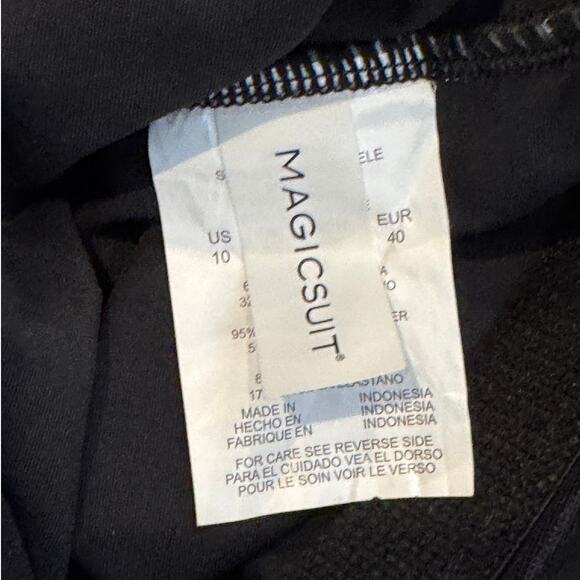 MAGICSUIT®
US EUR
10 40
95%
17
MADE IN INDONESIA
HECHO EN INDONESIA
FABRIQUE EN INDONESIA
FOR CARE SEE REVERSE SIDE
PARA EL CUIDADO VEA EL DORSO
POUR LE SOIN VOIR LE VERSO